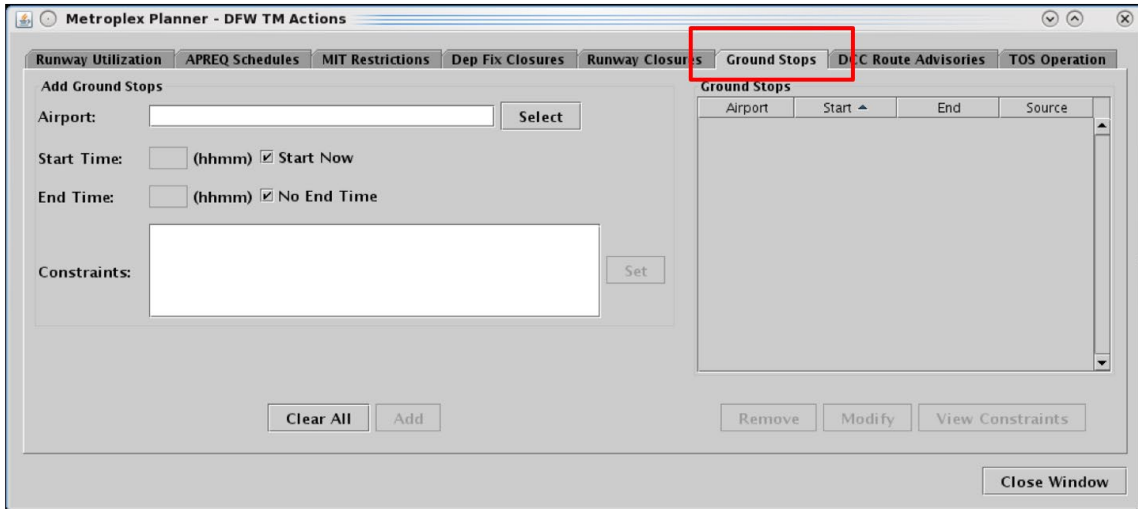 Metroplex Planner - DFW TM Actions
Runway Utilization APREQ Schedules MIT Restrictions Dep Fix Closures Runway Closures Ground Stops DCC Route Advisories TOS Operation
Add Ground Stops
Airport: Select
Start Time: (hhmm) Start Now
End Time: (hhmm) No End Time
Constraints: Set
Clear All Add
Ground Stops
Airport Start End Source
Remove Modify View Constraints
Close Window